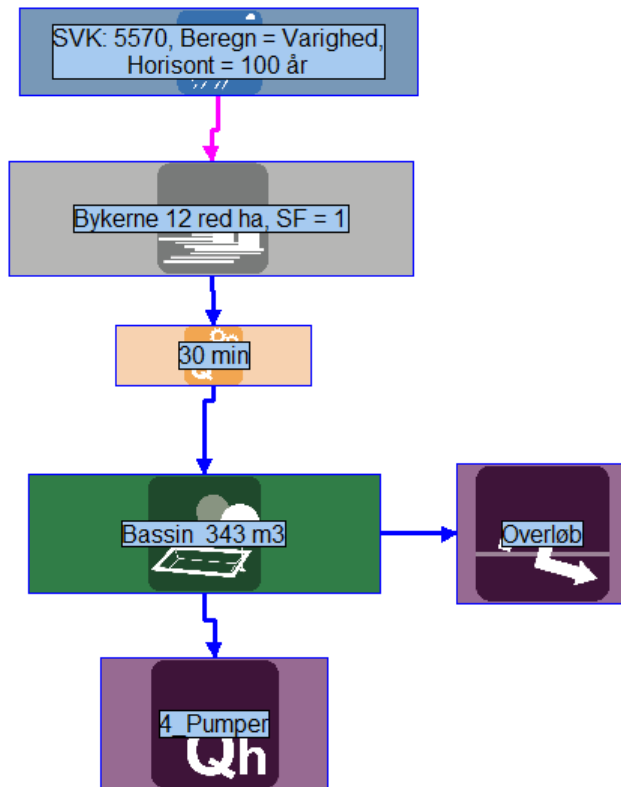 SVK: 5570, Beregn = Varighed,
Horisont = 100 år
Bykerne 12 red ha, SF = 1
30 min
Q
Bassin 343 m3
Overløb
4_Pumper
Qh